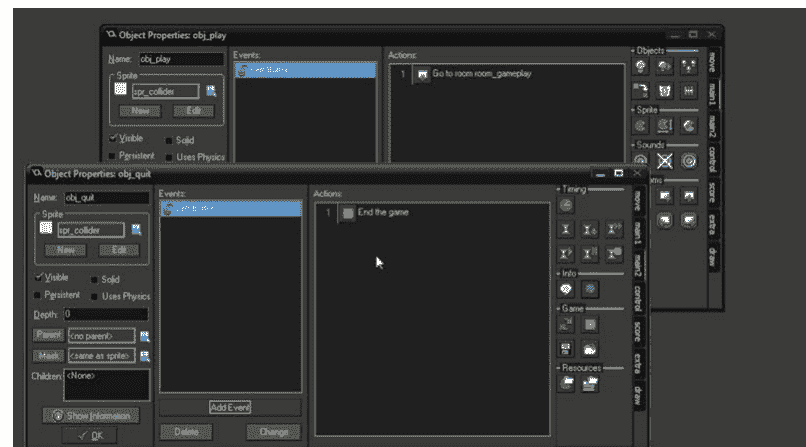 Object Properties: obj_play
Name: obj_play
Sprite
spr_collider
New Edit
Visible Solid
Persistent Uses Physics
Events:
Actions:
1 Go to room room_gameplay
Objects
Sprite
Sounds
move
main1
main2
control
score
extra
draw
Object Properties: obj_quit
Name: obj_quit
Sprite
spr_collider
New Edit
Visible Solid
Persistent Uses Physics
Depth: 0
Parent <no parent>
Mask <same as sprite>
Children: <None>
Show Information
OK
Events:
Add Event
Delete Change
Actions:
1 End the game
Timing
Info
Game
Resources
move
main1
main2
control
score
extra
draw